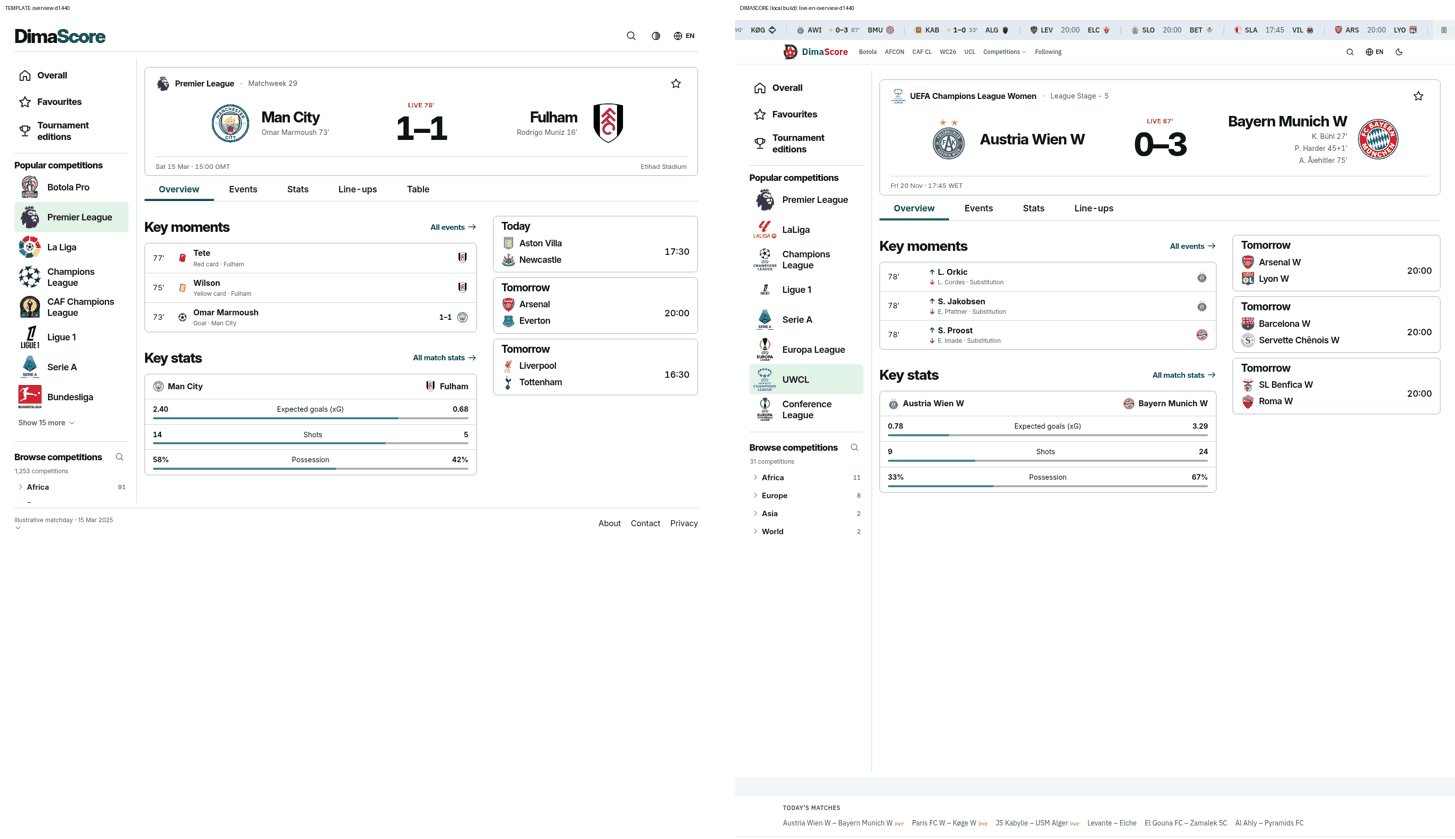 TEMPLATE: overview-d1440
DimaScore
EN
Overall
Favourites
Tournament
editions
Popular competitions
Botola Pro
Premier League
La Liga
Champions
League
CAF Champions
League
Ligue 1
Serie A
Bundesliga
Show 15 more
Browse competitions
1,253 competitions
Africa 91
Premier League · Matchweek 29
LIVE 78'
Man City
Omar Marmoush 73'
1–1
Fulham
Rodrigo Muniz 16'
Sat 15 Mar · 15:00 GMT
Etihad Stadium
Overview Events Stats Line-ups Table
Key moments
All events
77' Tete
Red card · Fulham
75' Wilson
Yellow card · Fulham
73' Omar Marmoush 1–1
Goal · Man City
Key stats
All match stats
Man City Fulham
2.40 Expected goals (xG) 0.68
14 Shots 5
58% Possession 42%
Today
Aston Villa
Newcastle
17:30
Tomorrow
Arsenal
Everton
20:00
Tomorrow
Liverpool
Tottenham
16:30
Illustrative matchday · 15 Mar 2025
About Contact Privacy
DIMASCORE (local build): live-en-overview-d1440
90' KØG AWI 0–3 87' BMU KAB 1–0 33' ALG LEV 20:00 ELC SLO 20:00 BET SLA 17:45 VIL ARS 20:00 LYO
DimaScore Botola AFCON CAF CL WC26 UCL Competitions Following EN
Overall
Favourites
Tournament
editions
Popular competitions
Premier League
LaLiga
Champions
League
Ligue 1
Serie A
Europa League
UWCL
Conference
League
Browse competitions
31 competitions
Africa 11
Europe 8
Asia 2
World 2
UEFA Champions League Women · League Stage - 5
LIVE 87'
Austria Wien W
0–3
Bayern Munich W
K. Bühl 27'
P. Harder 45+1'
A. Åehitler 75'
Fri 20 Nov · 17:45 WET
Overview Events Stats Line-ups
Key moments
All events
78' L. Orkic
L. Cordes · Substitution
78' S. Jakobsen
E. Pfattner · Substitution
78' S. Proost
E. Imade · Substitution
Key stats
All match stats
Austria Wien W Bayern Munich W
0.78 Expected goals (xG) 3.29
9 Shots 24
33% Possession 67%
Tomorrow
Arsenal W
Lyon W
20:00
Tomorrow
Barcelona W
Servette Chênois W
20:00
Tomorrow
SL Benfica W
Roma W
20:00
TODAY'S MATCHES
Austria Wien W – Bayern Munich W live Paris FC W – Køge W live JS Kabylie – USM Alger live Levante – Elche El Gouna FC – Zamalek SC Al Ahly – Pyramids FC